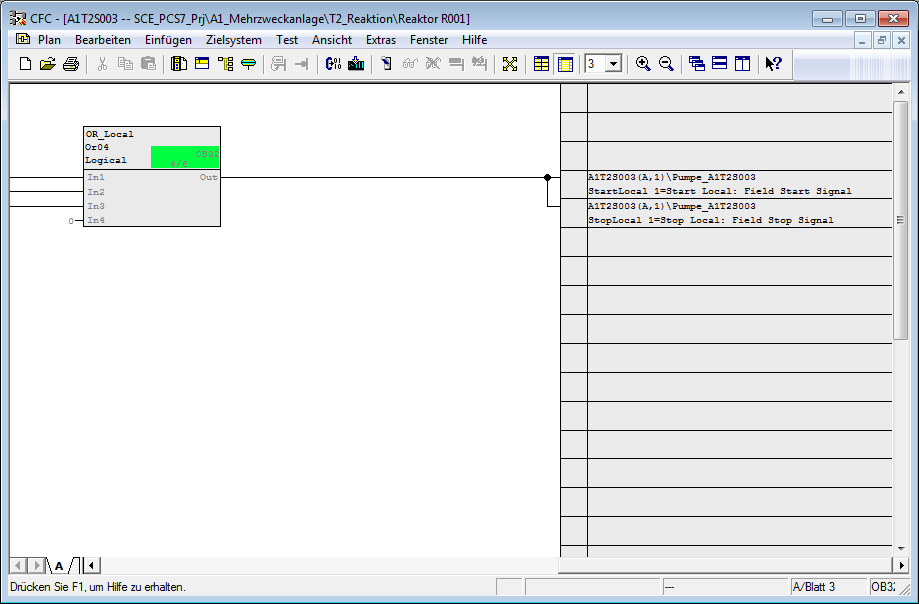 CFC - [A1T2S003 -- SCE_PCS7_Prj\A1_Mehrzweckanlage\T2_Reaktion\Reaktor R001]
Plan Bearbeiten Einfügen Zielsystem Test Ansicht Extras Fenster Hilfe
3
OR_Local
Or04
Logical
OB32
4/6
In1 Out
In2
In3
0 In4
A1T2S003(A,1)\Pumpe_A1T2S003
StartLocal 1=Start Local: Field Start Signal
A1T2S003(A,1)\Pumpe_A1T2S003
StopLocal 1=Stop Local: Field Stop Signal
A
Drücken Sie F1, um Hilfe zu erhalten. --- A/Blatt 3 OB32